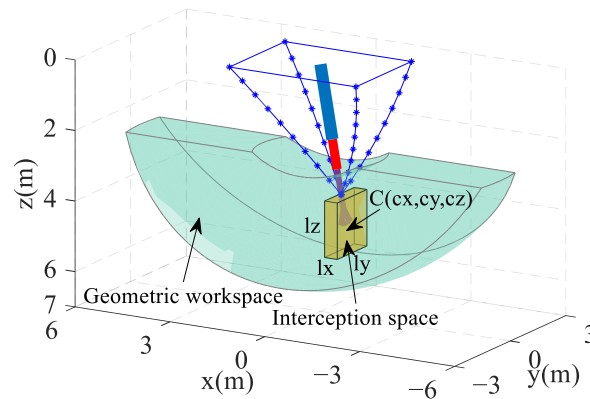 0
2
4
6
7
z(m)
C(cx,cy,cz)
lz
lx
ly
Geometric workspace
Interception space
6
3
0
−3
−6
x(m)
−3
0
3
y(m)